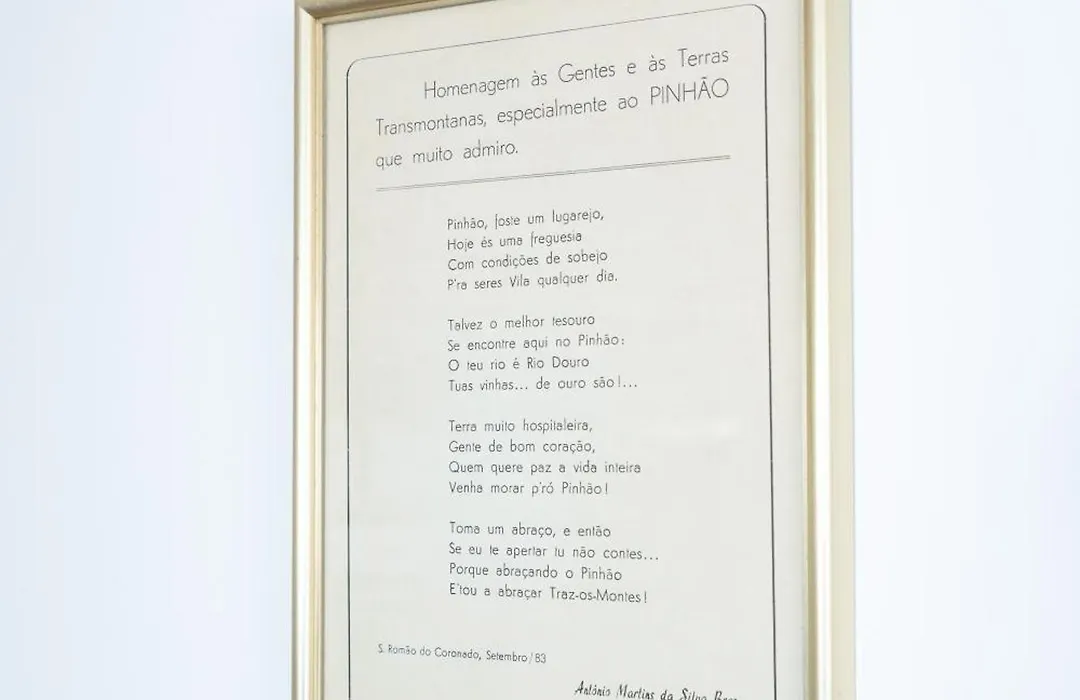 Homenagem às Gentes e às Terras
Transmontanas, especialmente ao PINHÃO
que muito admiro.
Pinhão, foste um lugarejo,
Hoje és uma freguesia
Com condições de sobejo
P'ra seres Vila qualquer dia.
Talvez o melhor tesouro
Se encontre aqui no Pinhão:
O teu rio é Rio Douro
Tuas vinhas... de ouro são!...
Terra muito hospitaleira,
Gente de bom coração,
Quem quere paz a vida inteira
Venha morar p'ró Pinhão!
Toma um abraço, e então
Se eu te apertar tu não contes...
Porque abraçando o Pinhão
E'tou a abraçar Traz-os-Montes!
S. Romão do Coronado, Setembro/83
António Martins da Silva